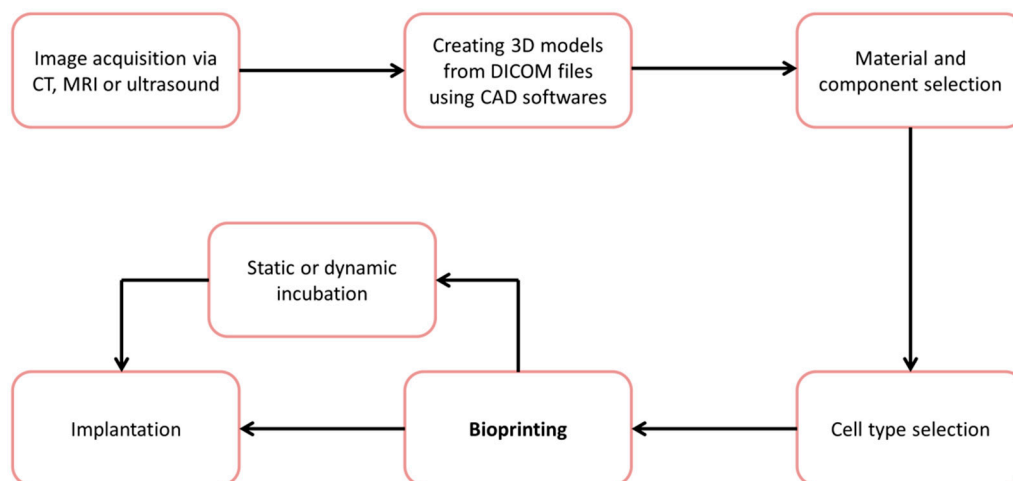 Image acquisition via
CT, MRI or ultrasound
Creating 3D models
from DICOM files
using CAD softwares
Material and
component selection
Static or dynamic
incubation
Implantation
Bioprinting
Cell type selection